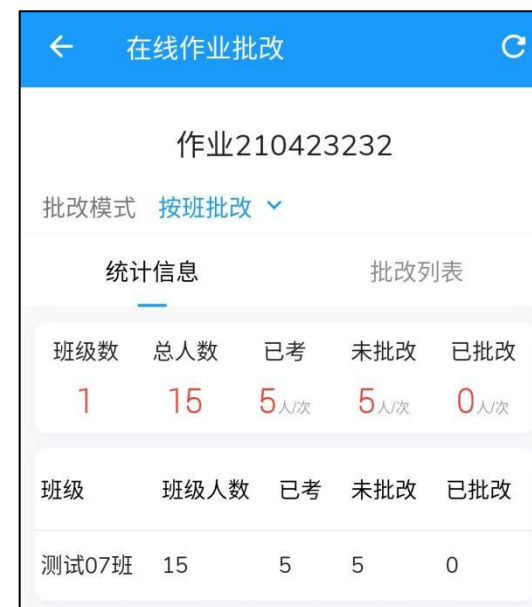 在线作业批改
作业210423232
批改模式 按班批改
统计信息 批改列表
班级数 总人数 已考 未批改 已批改
1 15 5人/次 5人/次 0人/次
班级 班级人数 已考 未批改 已批改
测试07班 15 5 5 0